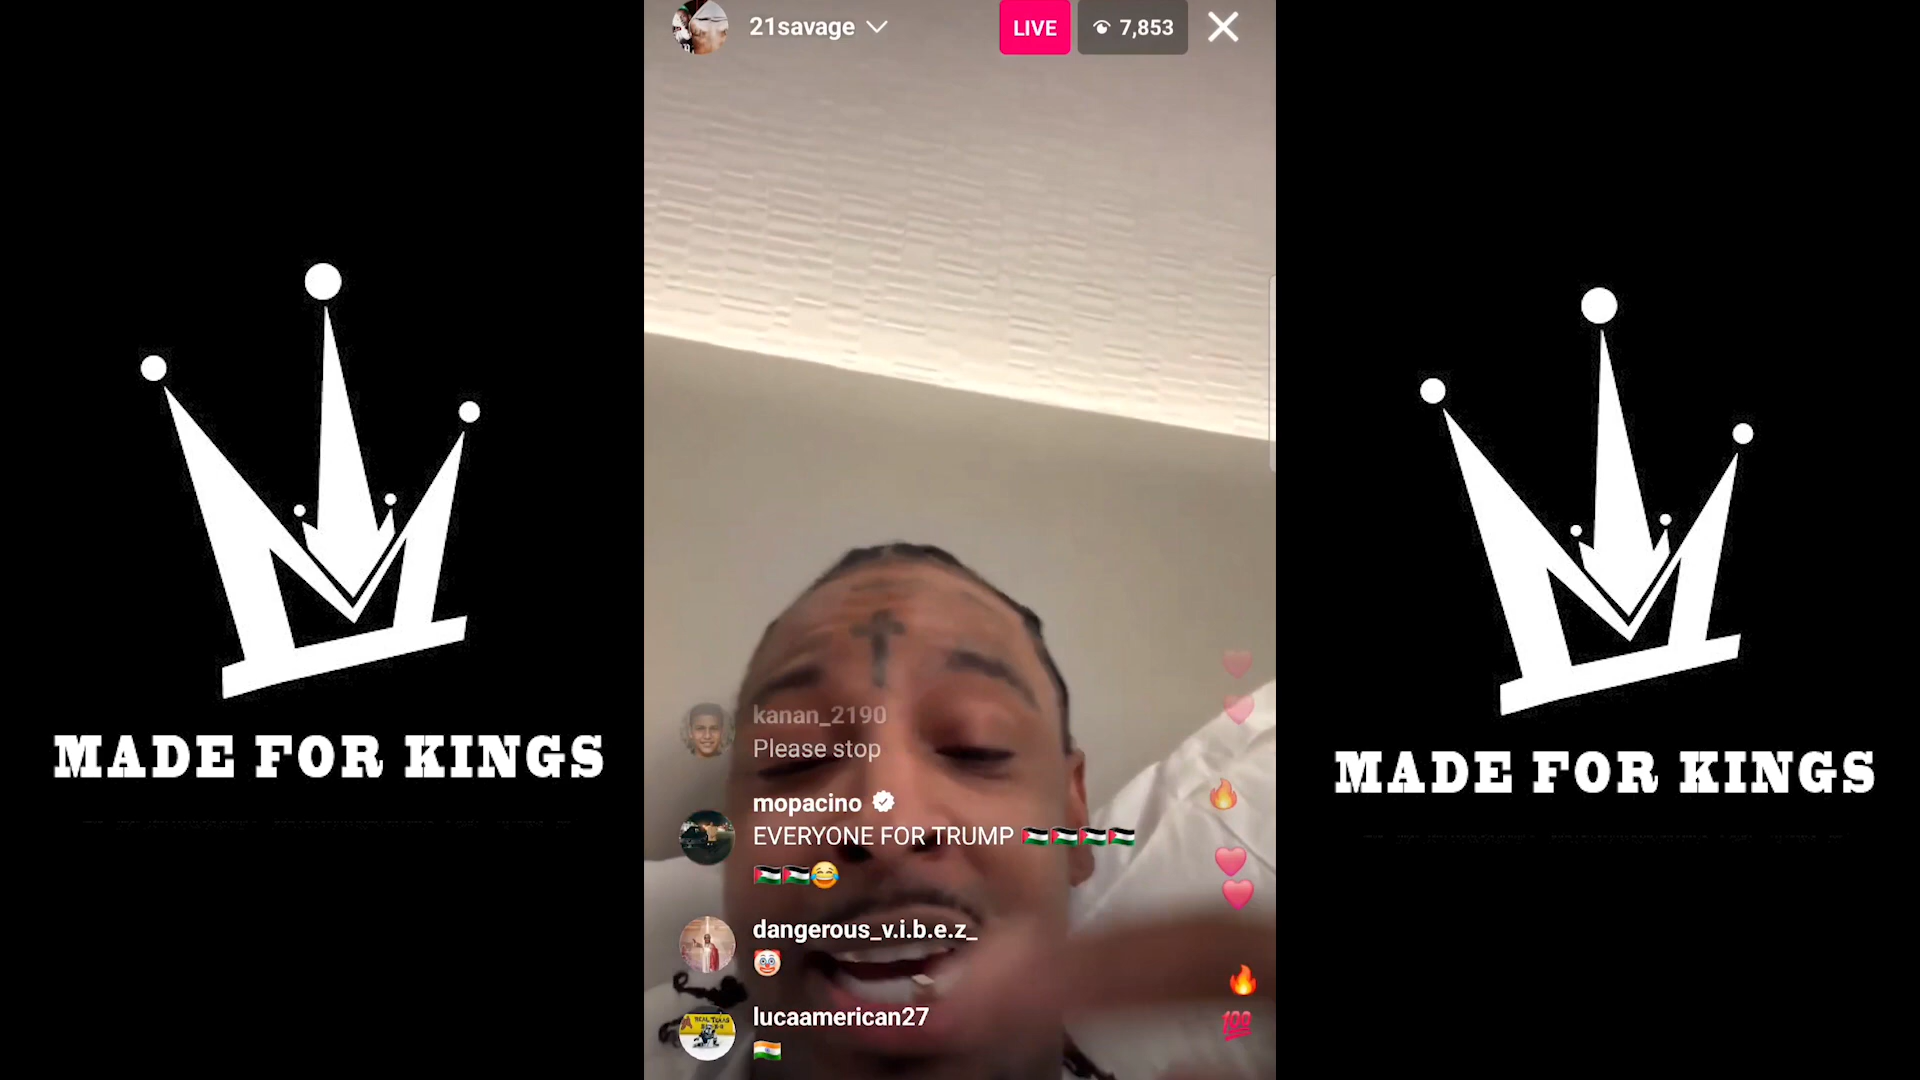 21savage
LIVE
7,853
kanan_2190
Please stop
mopacino
EVERYONE FOR TRUMP 🇵🇸🇵🇸🇵🇸🇵🇸
🇵🇸🇵🇸😂
dangerous_v.i.b.e.z_
🤡
lucaamerican27
🇮🇳
💯
MADE FOR KINGS
MADE FOR KINGS